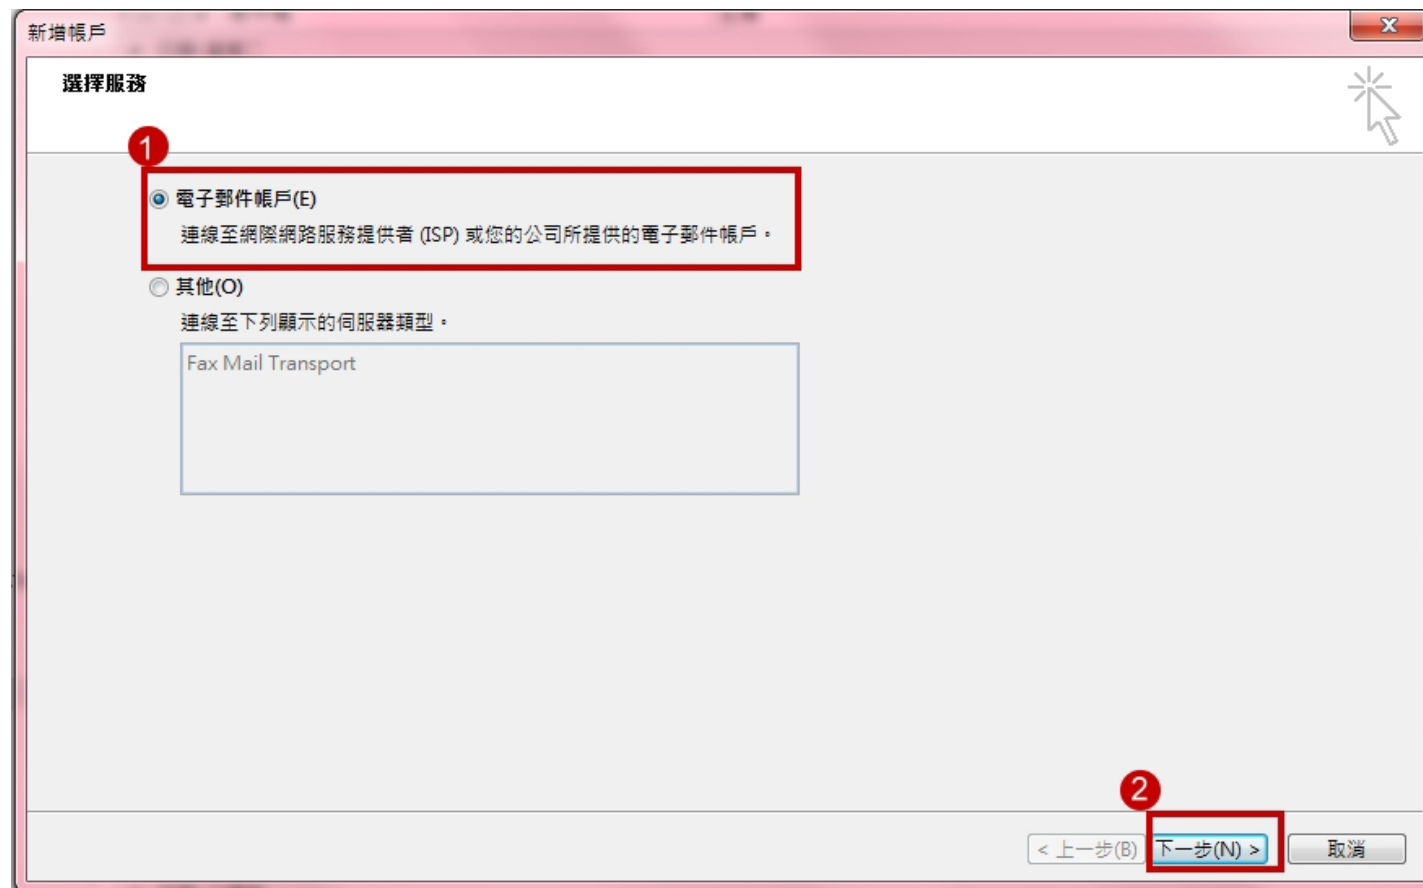 新增帳戶
選擇服務
1
電子郵件帳戶(E)
連線至網際網路服務提供者 (ISP) 或您的公司所提供的電子郵件帳戶。
其他(O)
連線至下列顯示的伺服器類型。
Fax Mail Transport
2
< 上一步(B) 下一步(N) > 取消